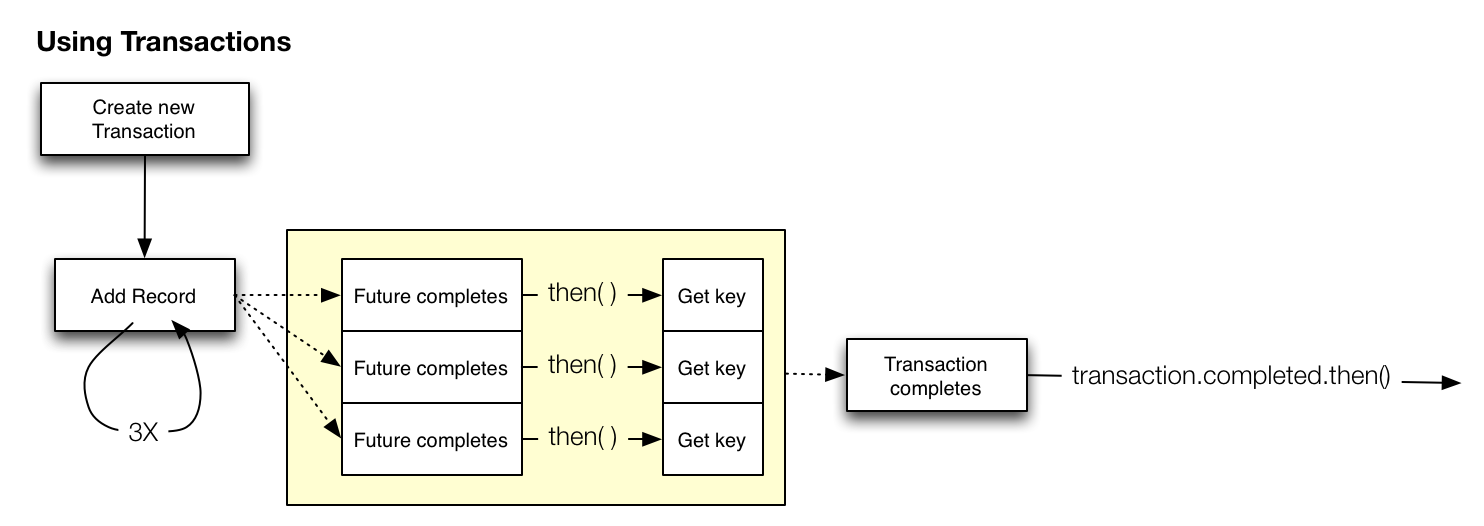 Using Transactions
Create new
Transaction
Add Record
3X
Future completes
then( )
Get key
Future completes
then( )
Get key
Future completes
then( )
Get key
Transaction
completes
transaction.completed.then()